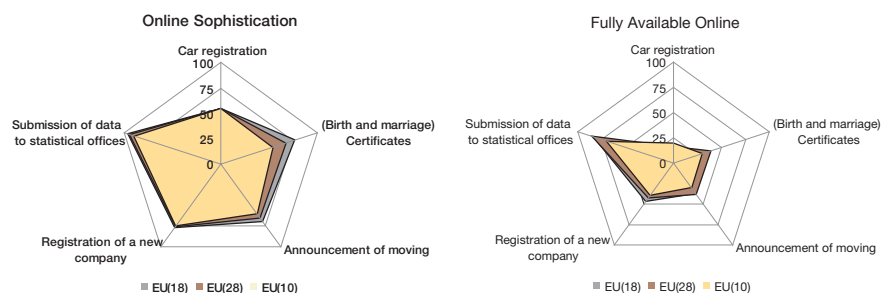 Online Sophistication
Car registration
100
75
50
25
0
Submission of data
to statistical offices
(Birth and marriage)
Certificates
Registration of a new
company
Announcement of moving
EU(18) EU(28) EU(10)
Fully Available Online
Car registration
100
75
50
25
0
Submission of data
to statistical offices
(Birth and marriage)
Certificates
Registration of a new
company
Announcement of moving
EU(18) EU(28) EU(10)